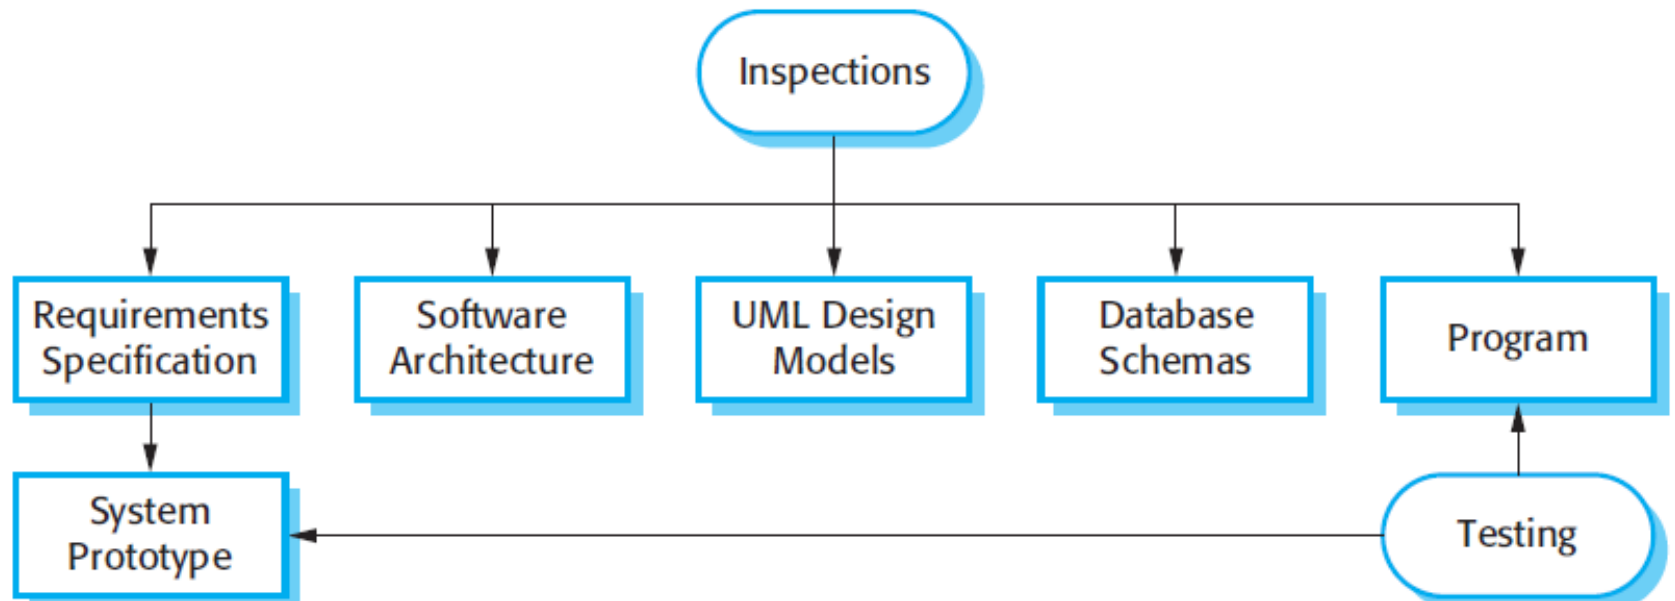 Inspections
Requirements
Specification
Software
Architecture
UML Design
Models
Database
Schemas
Program
System
Prototype
Testing